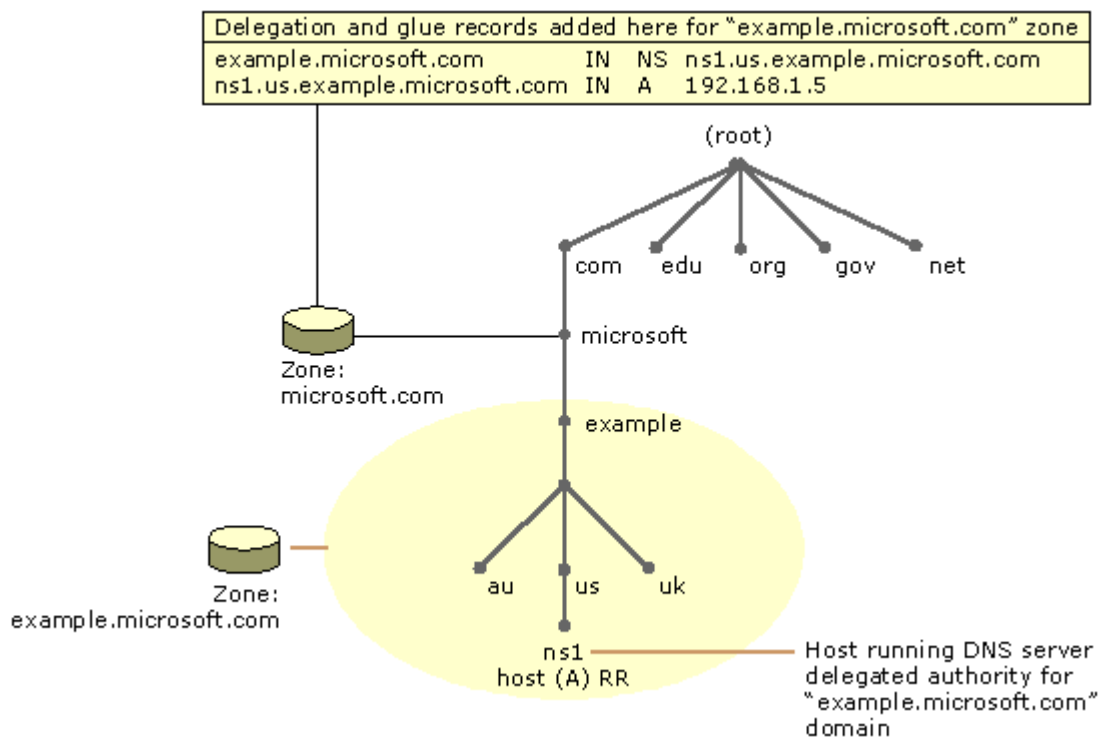 Delegation and glue records added here for “example.microsoft.com” zone
example.microsoft.com IN NS ns1.us.example.microsoft.com
ns1.us.example.microsoft.com IN A 192.168.1.5
(root)
com edu org gov net
microsoft
Zone:
microsoft.com
example
au us uk
Zone:
example.microsoft.com
ns1
host (A) RR
Host running DNS server
delegated authority for
“example.microsoft.com”
domain